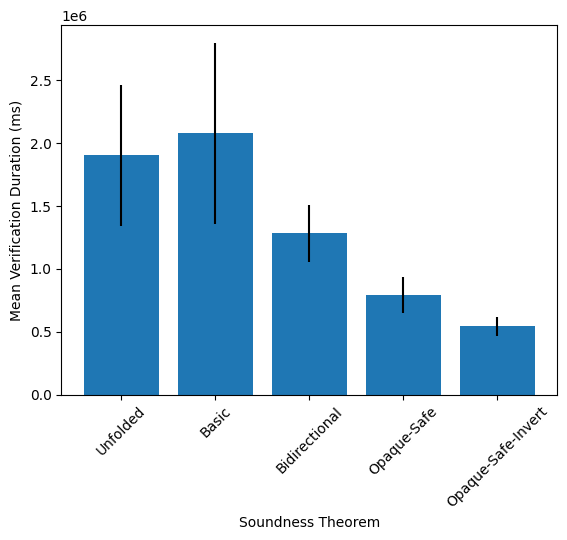 1e6
2.5
2.0
1.5
1.0
0.5
0.0
Mean Verification Duration (ms)
Unfolded
Basic
Bidirectional
Opaque-Safe
Opaque-Safe-Invert
Soundness Theorem